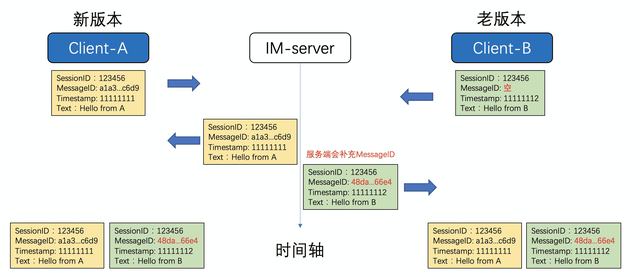 新版本
老版本
Client-A
IM-server
Client-B
SessionID：123456
MessageID: a1a3...c6d9
Timestamp: 11111111
Text：Hello from A
SessionID：123456
MessageID: 空
Timestamp: 11111112
Text：Hello from B
SessionID：123456
MessageID: a1a3...c6d9
Timestamp: 11111111
Text：Hello from A
服务端会补充MessageID
SessionID：123456
MessageID: 48da...66e4
Timestamp: 11111112
Text：Hello from B
SessionID：123456
MessageID: a1a3...c6d9
Timestamp: 11111111
Text：Hello from A
SessionID：123456
MessageID: 48da...66e4
Timestamp: 11111112
Text：Hello from B
时间轴
SessionID：123456
MessageID: a1a3...c6d9
Timestamp: 11111111
Text：Hello from A
SessionID：123456
MessageID: 48da...66e4
Timestamp: 11111112
Text：Hello from B